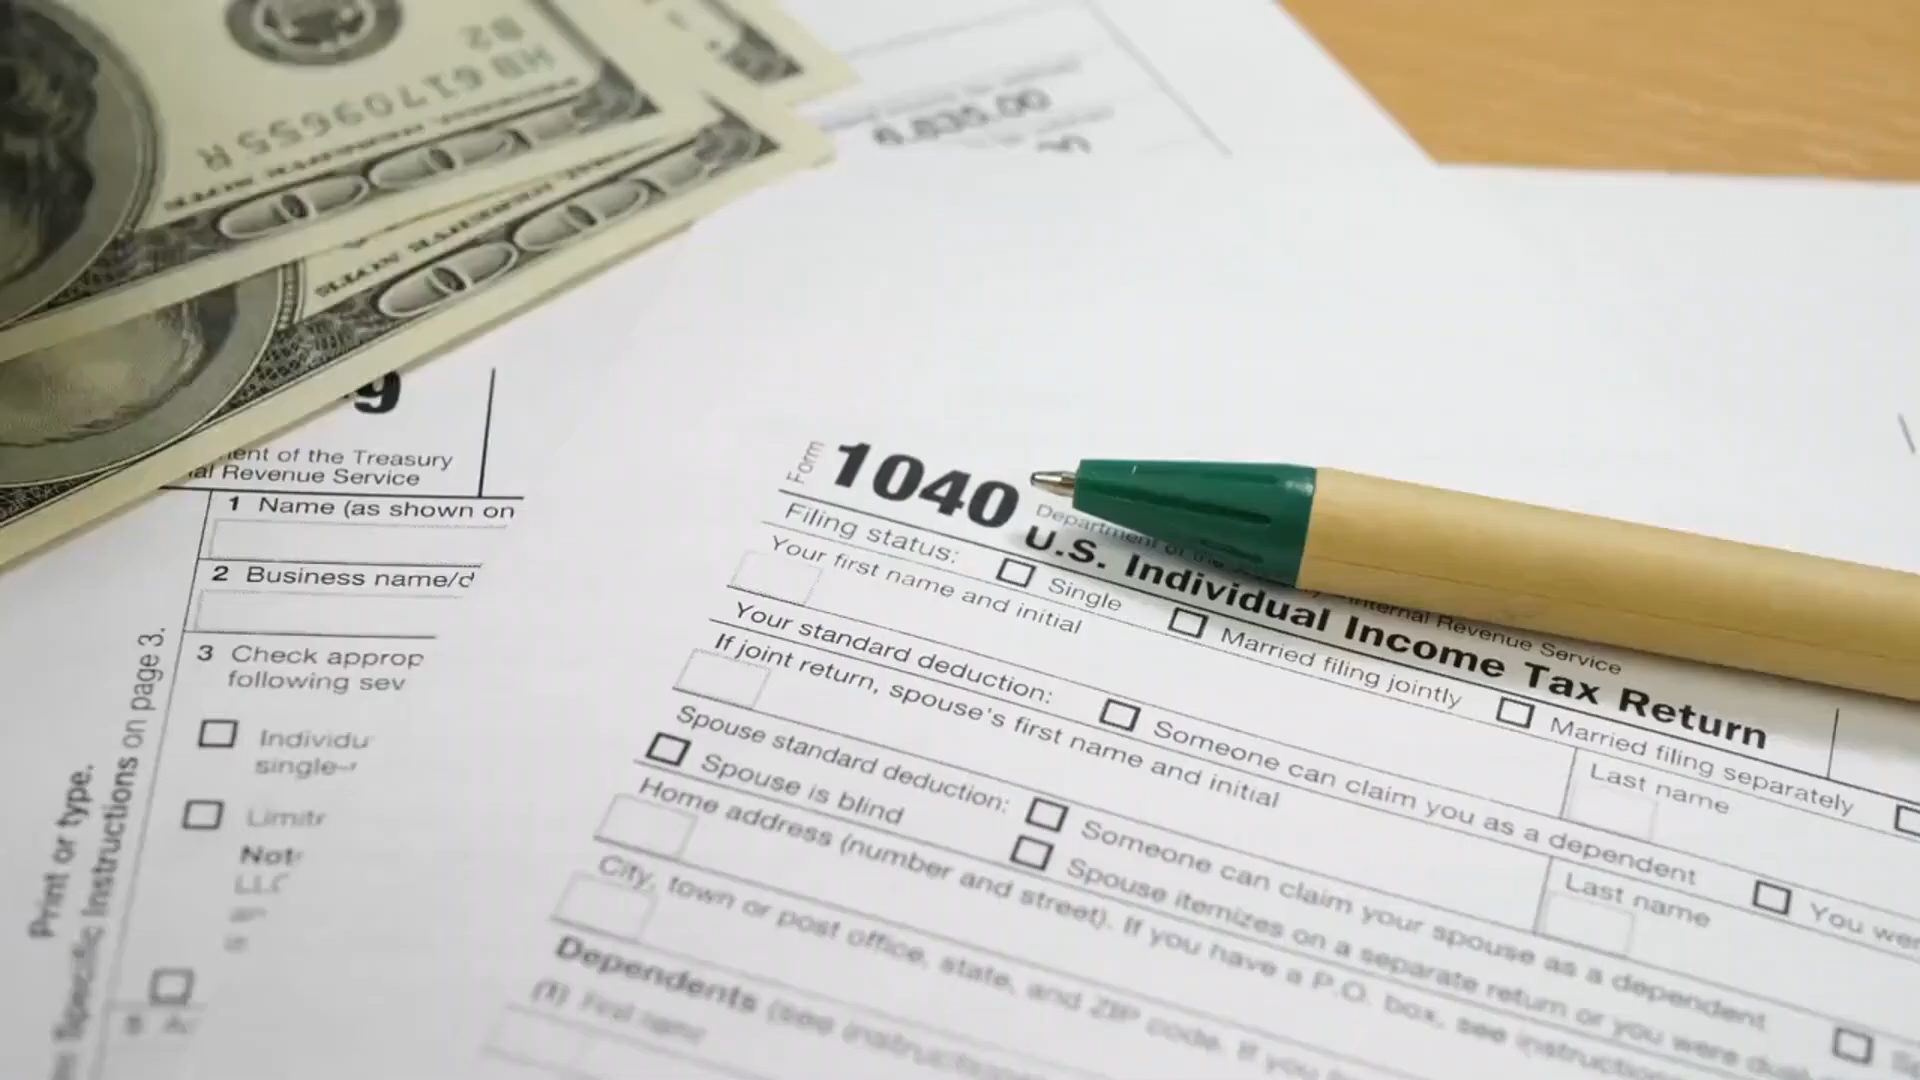 HB 61709655 R
B2
6,835.00
9
ent of the Treasury
al Revenue Service
1 Name (as shown on
2 Business name/d
3 Check approp
following sev
Individu
single-
Limit
Not
LLC
Print or type.
Specific Instructions on page 3.
Form 1040
Department of the
Internal Revenue Service
U.S. Individual Income Tax Return
Filing status: Single Married filing jointly Married filing separately
Your first name and initial Last name
Your standard deduction: Someone can claim you as a dependent You wer
If joint return, spouse's first name and initial Last name
Spouse standard deduction: Someone can claim your spouse as a dependent
Spouse is blind Spouse itemizes on a separate return or you were dual
Home address (number and street). If you have a P.O. box, see instruction
City, town or post office, state, and ZIP code. If you
Dependents (see instructions
(1) First name